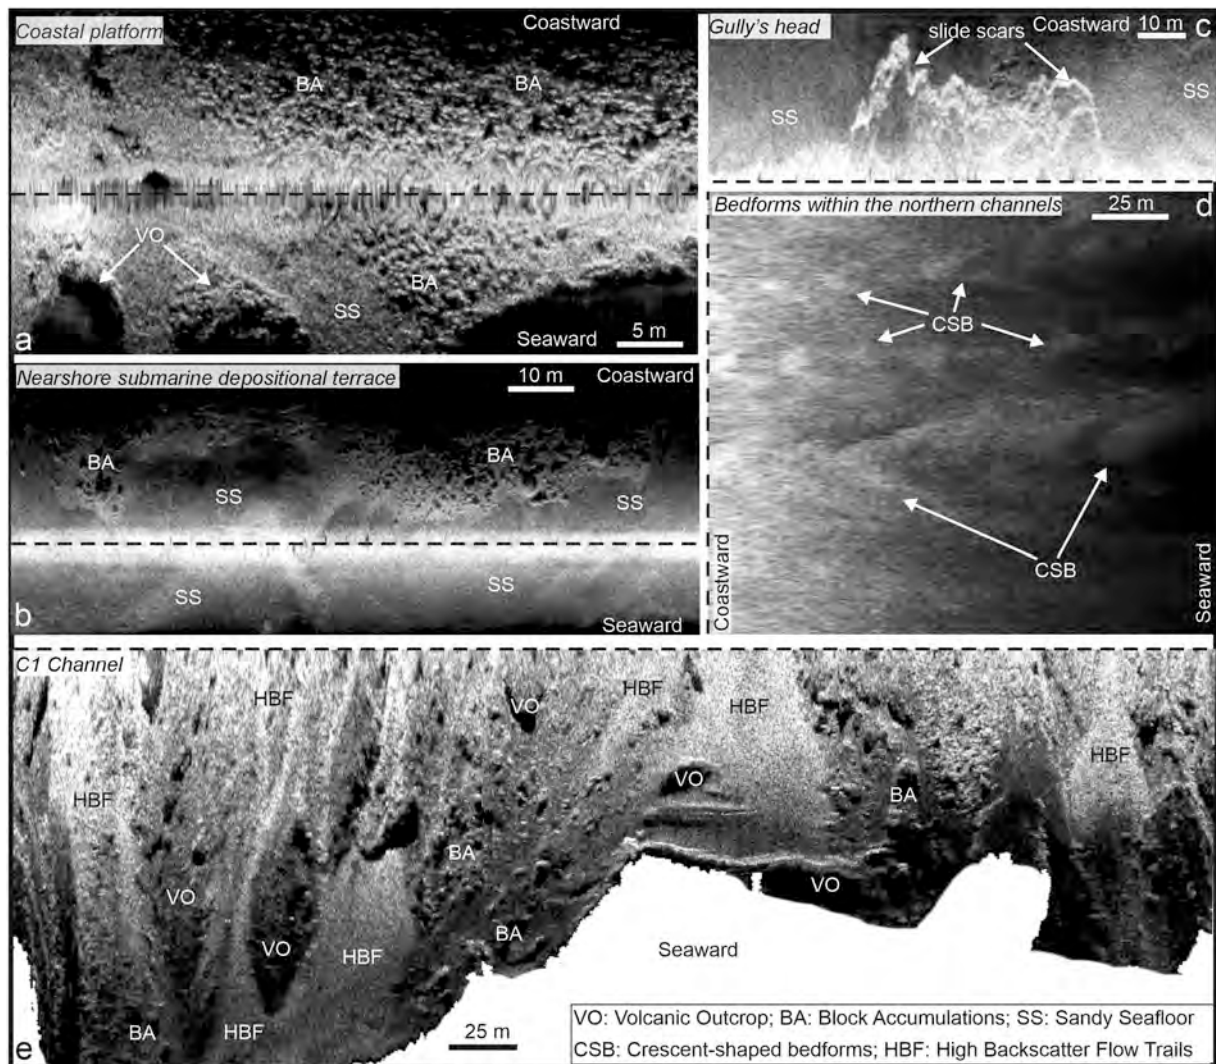 Coastal platform
Coastward
BA
BA
VO
BA
SS
Seaward
5 m
a
Nearshore submarine depositional terrace
10 m
Coastward
BA
BA
SS
SS
SS
SS
b
Seaward
Gully's head
Coastward
10 m
c
slide scars
SS
SS
Bedforms within the northern channels
25 m
d
CSB
CSB
Coastward
Seaward
C1 Channel
HBF
VO
HBF
HBF
HBF
HBF
VO
BA
BA
VO
VO
VO
BA
HBF
Seaward
BA
HBF
25 m
e
VO: Volcanic Outcrop; BA: Block Accumulations; SS: Sandy Seafloor
CSB: Crescent-shaped bedforms; HBF: High Backscatter Flow Trails